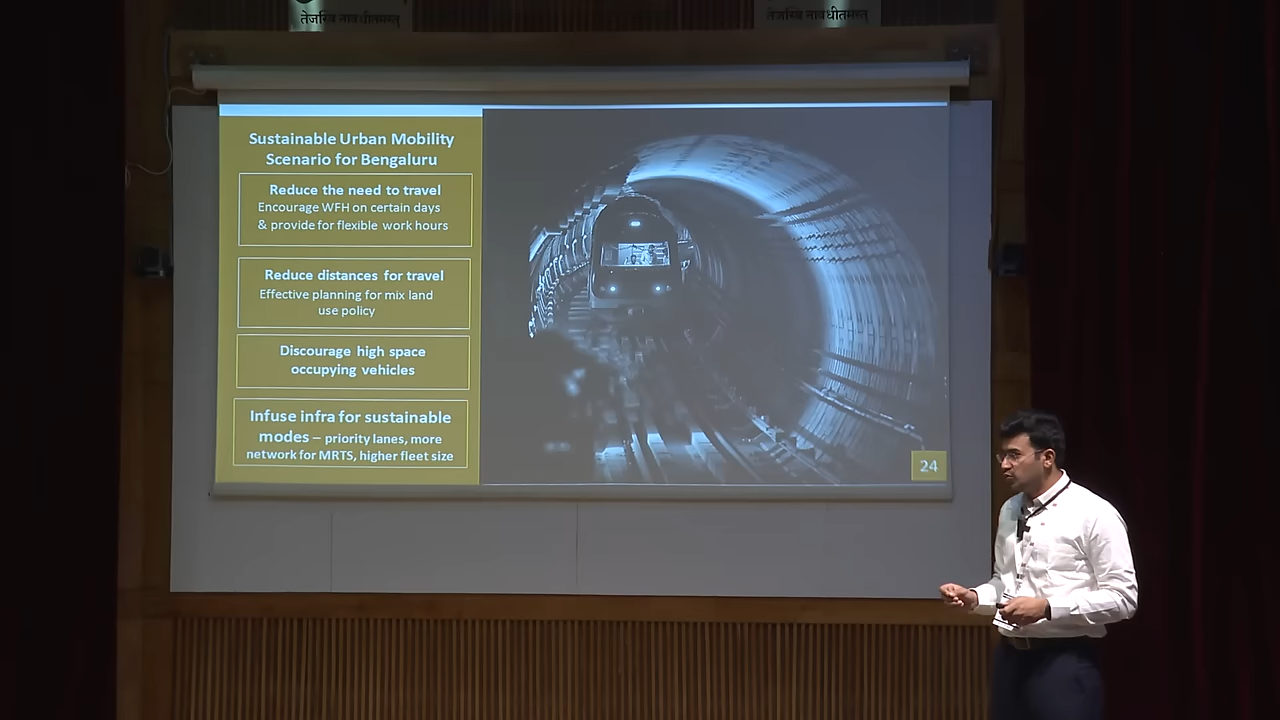 तेजस्वि नावधीतमस्तु
तेजस्वि नावधीतमस्तु
Sustainable Urban Mobility
Scenario for Bengaluru
Reduce the need to travel
Encourage WFH on certain days
& provide for flexible work hours
Reduce distances for travel
Effective planning for mix land
use policy
Discourage high space
occupying vehicles
Infuse infra for sustainable
modes – priority lanes, more
network for MRTS, higher fleet size
24